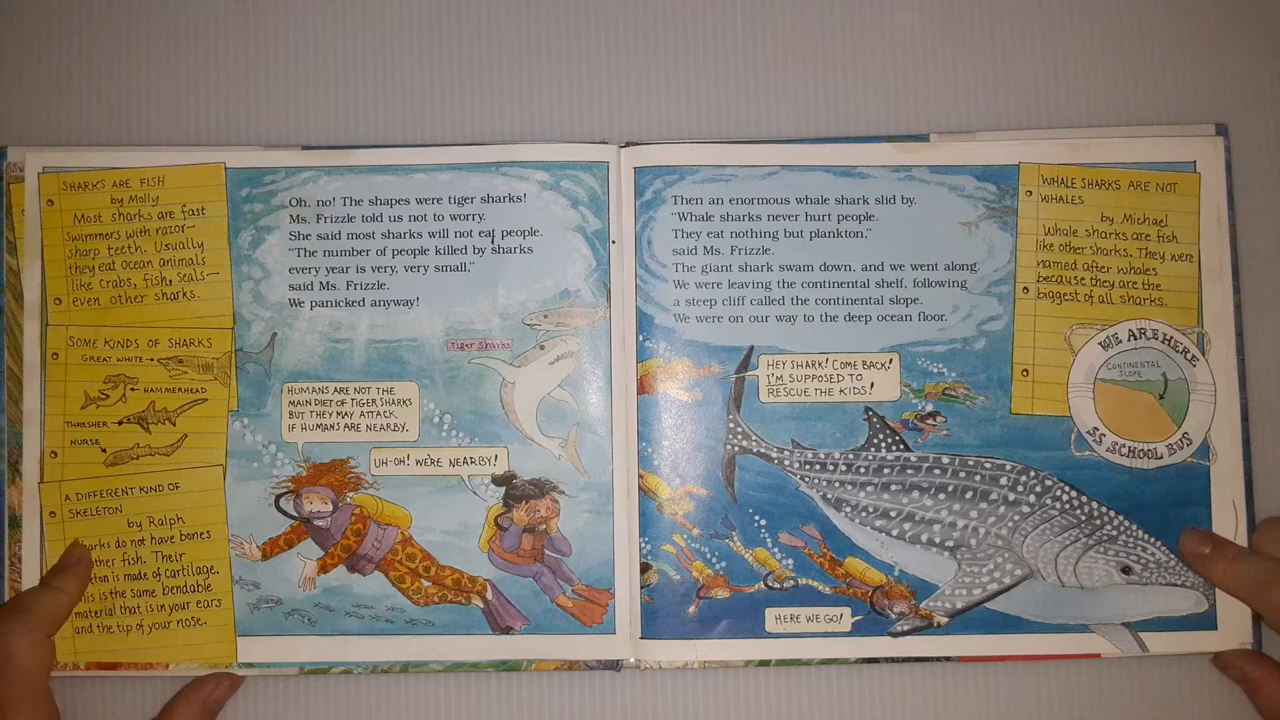 SHARKS ARE FISH
by Molly
Most sharks are fast
swimmers with razor-
sharp teeth. Usually
they eat ocean animals
like crabs, fish, seals—
even other sharks.
SOME KINDS OF SHARKS
GREAT WHITE
HAMMERHEAD
THRESHER
NURSE
A DIFFERENT KIND OF
SKELETON
by Ralph
Sharks do not have bones
other fish. Their
is made of cartilage.
This is the same bendable
material that is in your ears
and the tip of your nose.
Oh, no! The shapes were tiger sharks!
Ms. Frizzle told us not to worry.
She said most sharks will not eat people.
"The number of people killed by sharks
every year is very, very small,"
said Ms. Frizzle.
We panicked anyway!
Tiger Sharks
HUMANS ARE NOT THE
MAIN DIET OF TIGER SHARKS
BUT THEY MAY ATTACK
IF HUMANS ARE NEARBY.
UH-OH! WE'RE NEARBY!
Then an enormous whale shark slid by.
"Whale sharks never hurt people.
They eat nothing but plankton,"
said Ms. Frizzle.
The giant shark swam down, and we went along.
We were leaving the continental shelf, following
a steep cliff called the continental slope.
We were on our way to the deep ocean floor.
HEY SHARK! COME BACK!
I'M SUPPOSED TO
RESCUE THE KIDS!
HERE WE GO!
WHALE SHARKS ARE NOT
WHALES
by Michael
Whale sharks are fish
like other sharks. They were
named after whales
because they are the
biggest of all sharks.
WE ARE HERE
CONTINENTAL
SLOPE
SS SCHOOL BUS